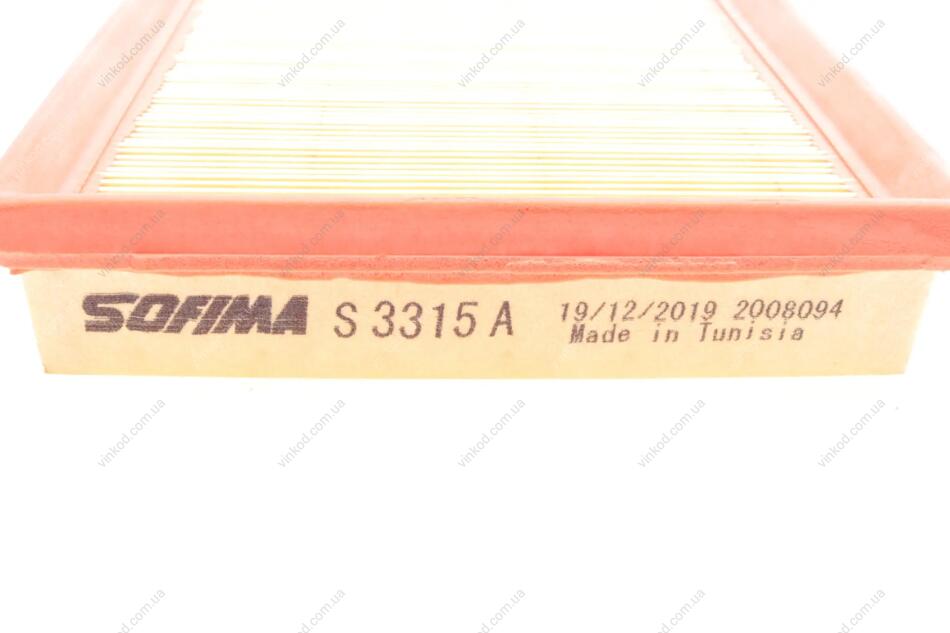 SOFIMA S 3315 A 19/12/2019 2008094
Made in Tunisia
vinkod.com.ua